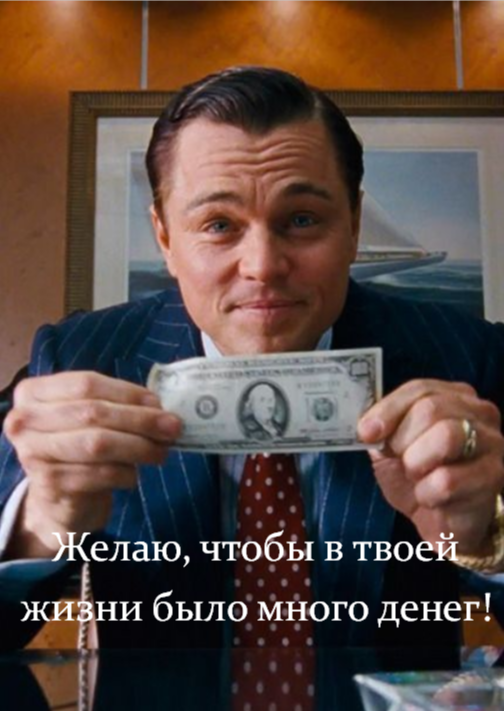 Желаю, чтобы в твоей
жизни было много денег!